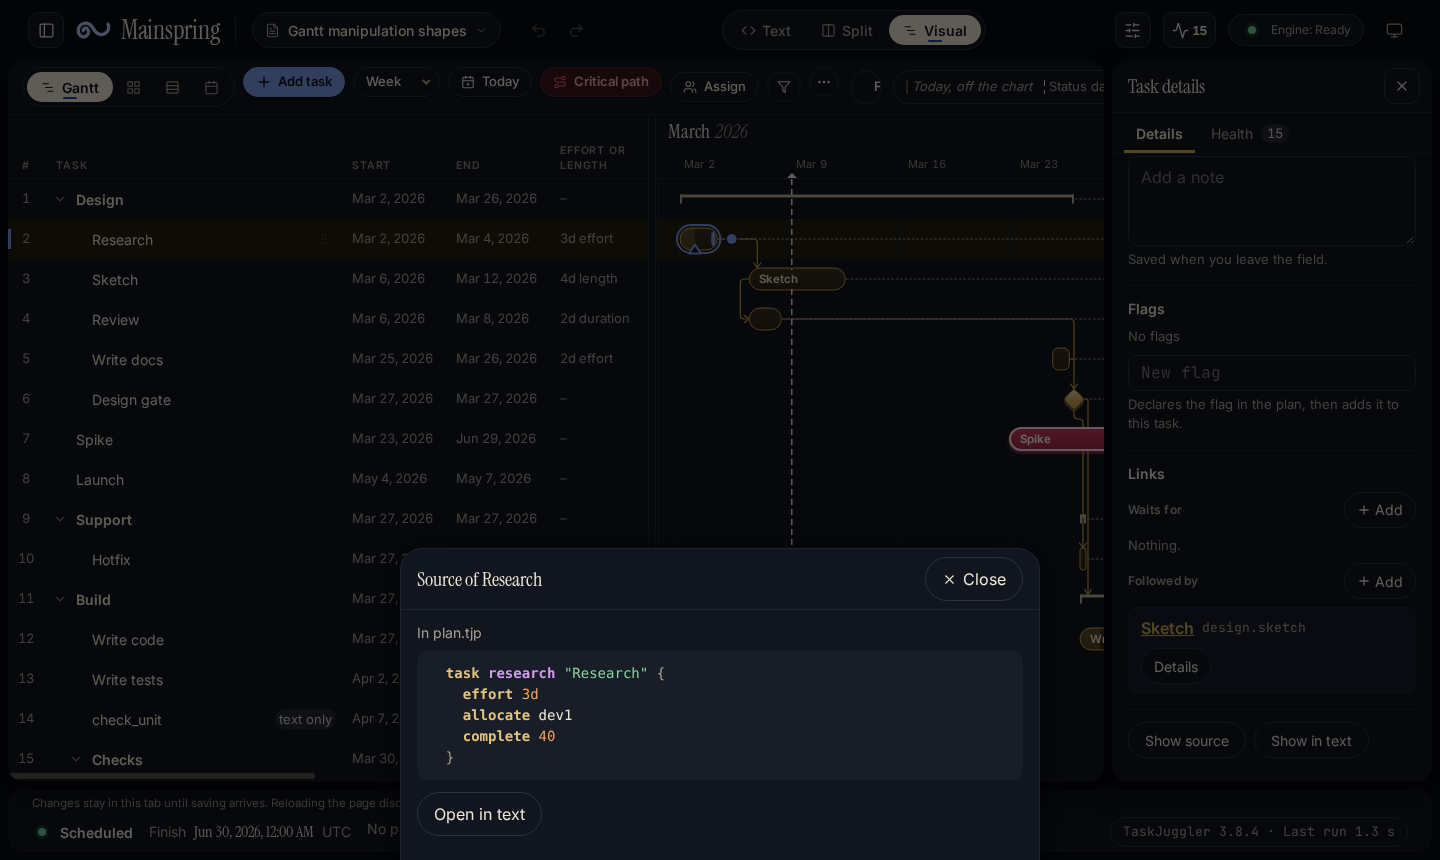 Mainspring
Gantt manipulation shapes
Text
Split
Visual
15
Engine: Ready
Gantt
Add task
Week
Today
Critical path
Assign
Today, off the chart
Status da
Task details
Details
Health 15
Add a note
Saved when you leave the field.
Flags
No flags
New flag
Declares the flag in the plan, then adds it to
this task.
Links
Waits for
Add
Nothing.
Followed by
Add
Sketch design.sketch
Details
Show source
Show in text
March 2026
Mar 2
Mar 9
Mar 16
Mar 23
# TASK START END EFFORT OR LENGTH
1 Design Mar 2, 2026 Mar 26, 2026 –
2 Research Mar 2, 2026 Mar 4, 2026 3d effort
3 Sketch Mar 6, 2026 Mar 12, 2026 4d length
Sketch
4 Review Mar 6, 2026 Mar 8, 2026 2d duration
5 Write docs Mar 25, 2026 Mar 26, 2026 2d effort
6 Design gate Mar 27, 2026 Mar 27, 2026 –
7 Spike Mar 23, 2026 Jun 29, 2026 –
Spike
8 Launch May 4, 2026 May 7, 2026 –
9 Support Mar 27, 2026 Mar 27, 2026 –
10 Hotfix Mar 27,
11 Build Mar 27,
12 Write code Mar 27,
13 Write tests Apr 2, 2
14 check_unit text only Apr 7, 2
15 Checks Mar 30,
Source of Research
Close
In plan.tjp
task research "Research" {
effort 3d
allocate dev1
complete 40
}
Open in text
Changes stay in this tab until saving arrives. Reloading the page disc
Scheduled Finish Jun 30, 2026, 12:00 AM UTC No p
TaskJuggler 3.8.4 · Last run 1.3 s